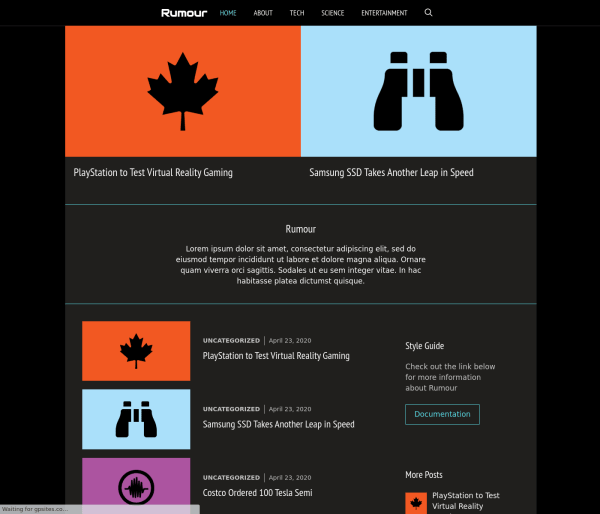 Rumour HOME ABOUT TECH SCIENCE ENTERTAINMENT
PlayStation to Test Virtual Reality Gaming
Samsung SSD Takes Another Leap in Speed
Rumour
Lorem ipsum dolor sit amet, consectetur adipiscing elit, sed do
eiusmod tempor incididunt ut labore et dolore magna aliqua. Ornare
quam viverra orci sagittis. Sodales ut eu sem integer vitae. In hac
habitasse platea dictumst quisque.
UNCATEGORIZED April 23, 2020
PlayStation to Test Virtual Reality Gaming
UNCATEGORIZED April 23, 2020
Samsung SSD Takes Another Leap in Speed
UNCATEGORIZED April 23, 2020
Costco Ordered 100 Tesla Semi
Style Guide
Check out the link below
for more information
about Rumour
Documentation
More Posts
PlayStation to Test
Virtual Reality
Waiting for gpsites.co...